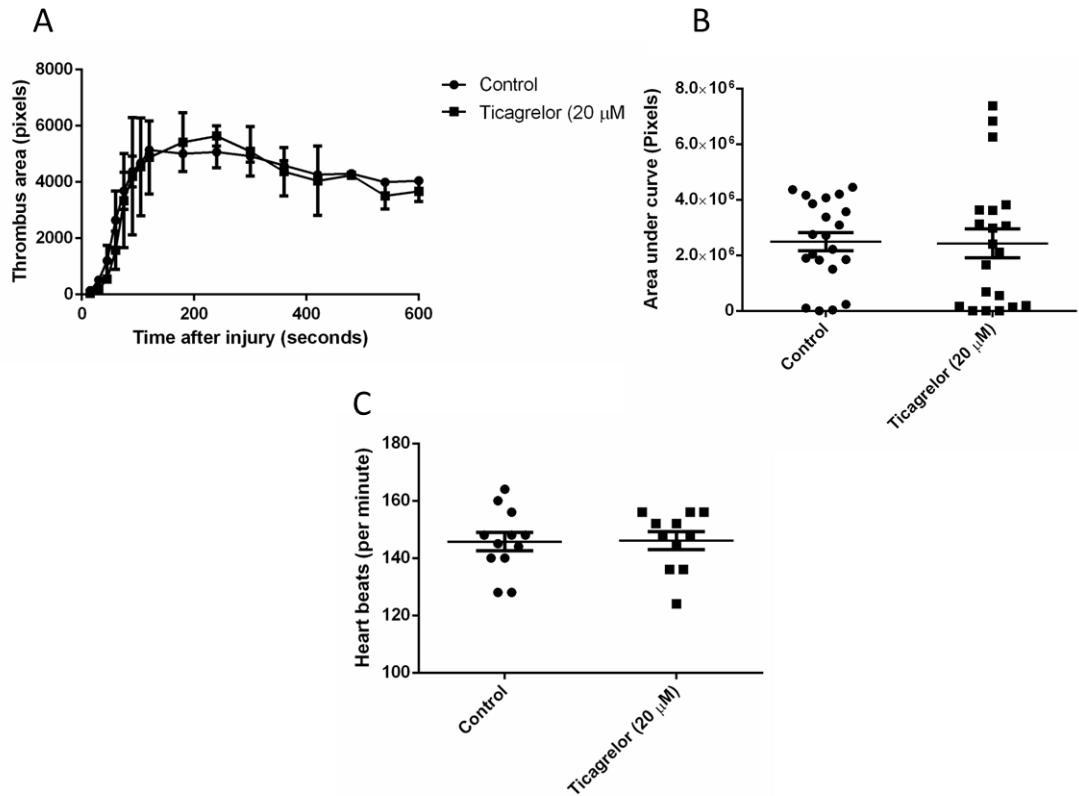 A
8000
6000
4000
2000
0
0
200
400
600
Thrombus area (pixels)
Time after injury (seconds)
Control
Ticagrelor (20 μM
B
8.0×10⁶
6.0×10⁶
4.0×10⁶
2.0×10⁶
0
Area under curve (Pixels)
Control
Ticagrelor (20 μM)
C
180
160
140
120
100
Heart beats (per minute)
Control
Ticagrelor (20 μM)